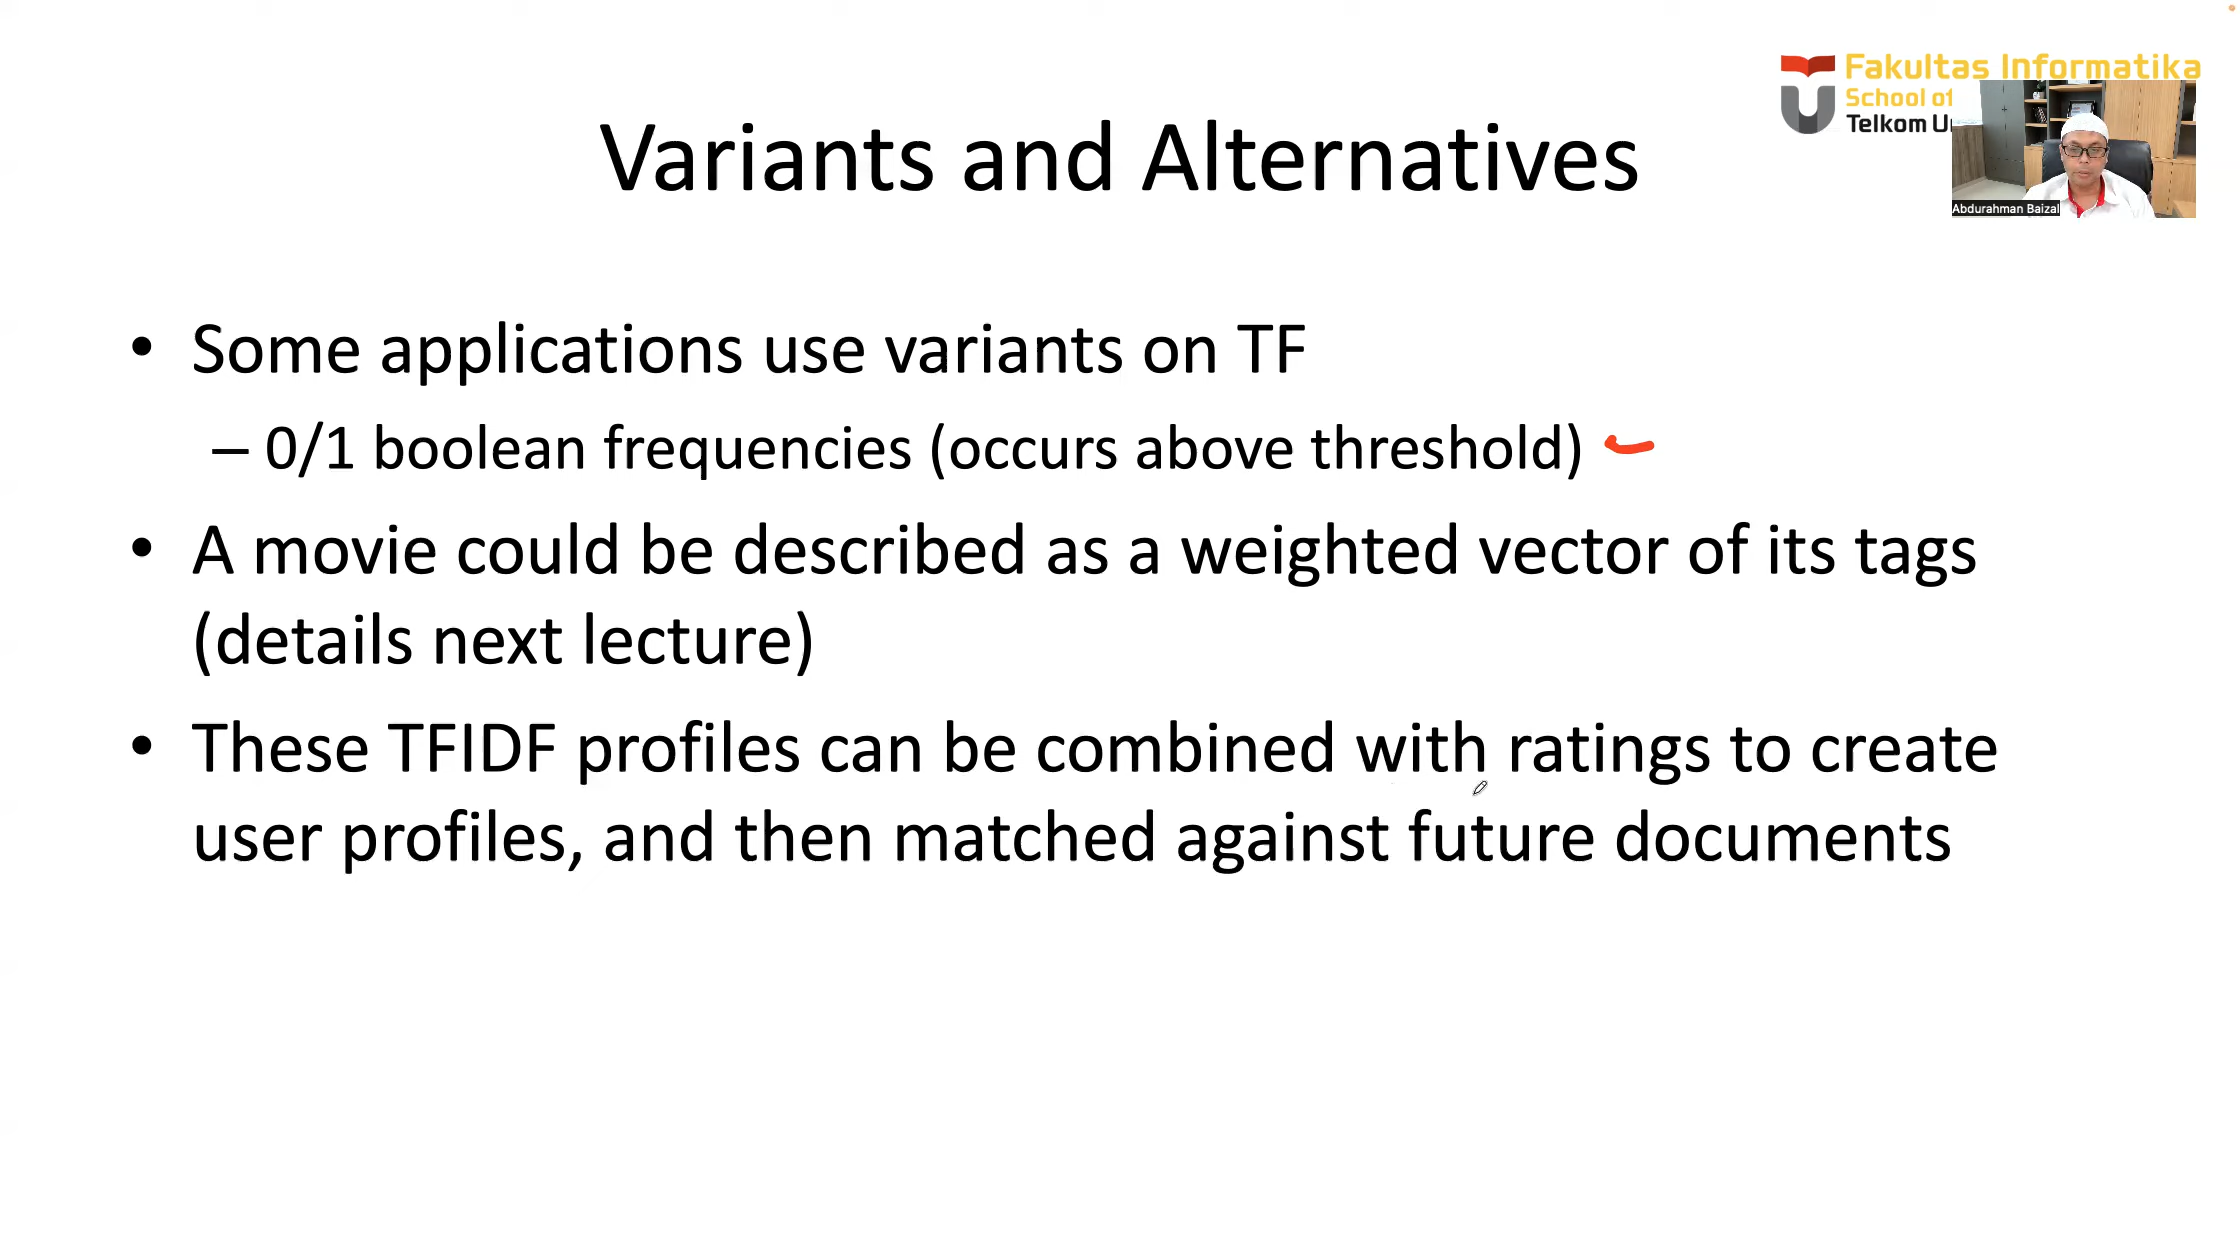 Fakultas Informatika
School of
Telkom
Abdurahman Baizal
Variants and Alternatives
• Some applications use variants on TF
– 0/1 boolean frequencies (occurs above threshold)
• A movie could be described as a weighted vector of its tags
(details next lecture)
• These TFIDF profiles can be combined with ratings to create
user profiles, and then matched against future documents